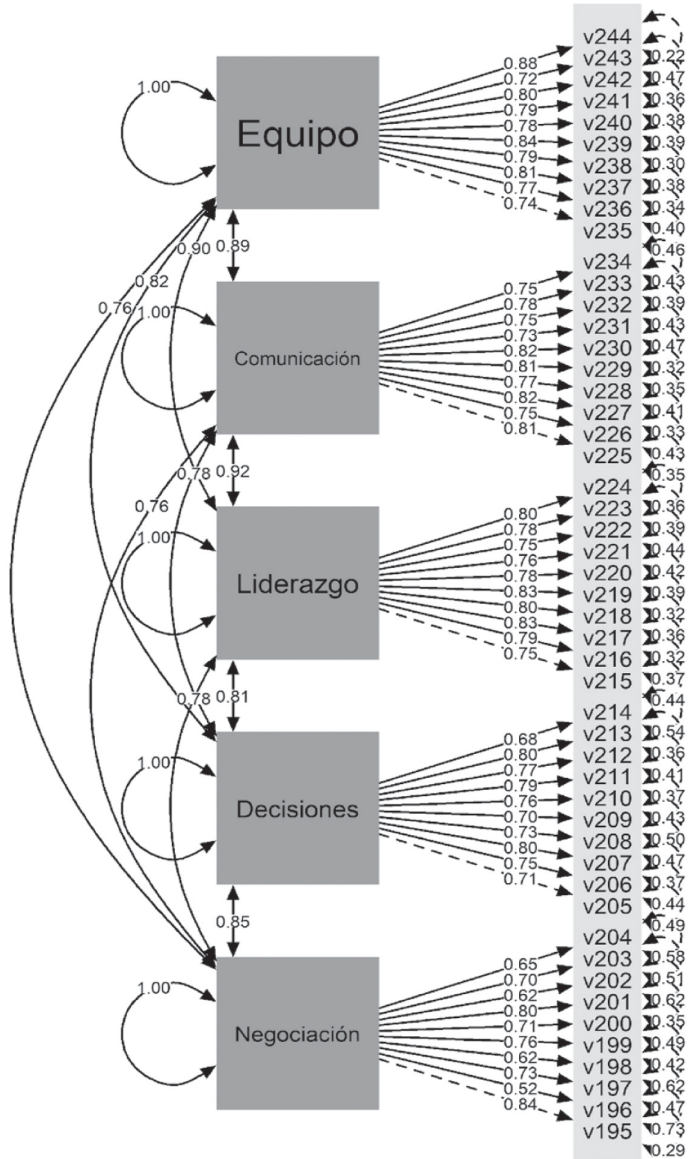 1.00
Equipo
0.88
0.72
0.80
0.79
0.78
0.84
0.79
0.81
0.77
0.74
v244
v243
v242
v241
v240
v239
v238
v237
v236
v235
0.22
0.47
0.36
0.38
0.39
0.30
0.38
0.34
0.40
0.46
0.90
0.89
0.82
0.76
1.00
Comunicación
0.75
0.78
0.75
0.73
0.82
0.81
0.77
0.82
0.75
0.81
v234
v233
v232
v231
v230
v229
v228
v227
v226
v225
0.43
0.39
0.43
0.47
0.32
0.35
0.41
0.33
0.43
0.35
0.78
0.92
0.76
1.00
Liderazgo
0.80
0.78
0.75
0.76
0.78
0.83
0.80
0.83
0.79
0.75
v224
v223
v222
v221
v220
v219
v218
v217
v216
v215
0.36
0.39
0.44
0.42
0.39
0.32
0.36
0.32
0.37
0.44
0.78
0.81
1.00
Decisiones
0.68
0.80
0.77
0.79
0.76
0.70
0.73
0.80
0.75
0.71
v214
v213
v212
v211
v210
v209
v208
v207
v206
v205
0.54
0.36
0.41
0.37
0.43
0.50
0.47
0.37
0.44
0.49
0.85
1.00
Negociación
0.65
0.70
0.62
0.80
0.71
0.76
0.62
0.73
0.52
0.84
v204
v203
v202
v201
v200
v199
v198
v197
v196
v195
0.58
0.51
0.62
0.35
0.49
0.42
0.62
0.47
0.73
0.29